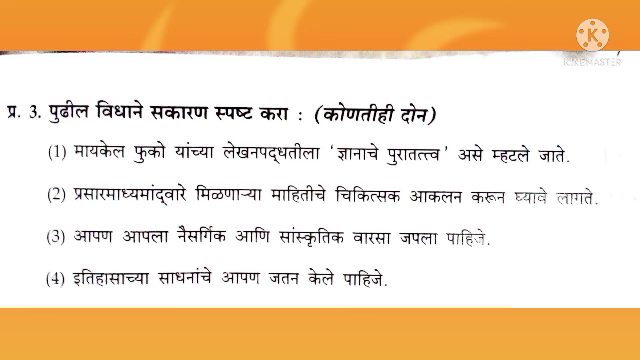 K
KINEMASTER
प्र. 3. पुढील विधाने सकारण स्पष्ट करा : (कोणतीही दोन)
(1) मायकेल फुको यांच्या लेखनपद्धतीला ‘ज्ञानाचे पुरातत्त्व’ असे म्हटले जाते.
(2) प्रसारमाध्यमांद्वारे मिळणाऱ्या माहितीचे चिकित्सक आकलन करून घ्यावे लागते.
(3) आपण आपला नैसर्गिक आणि सांस्कृतिक वारसा जपला पाहिजे.
(4) इतिहासाच्या साधनांचे आपण जतन केले पाहिजे.